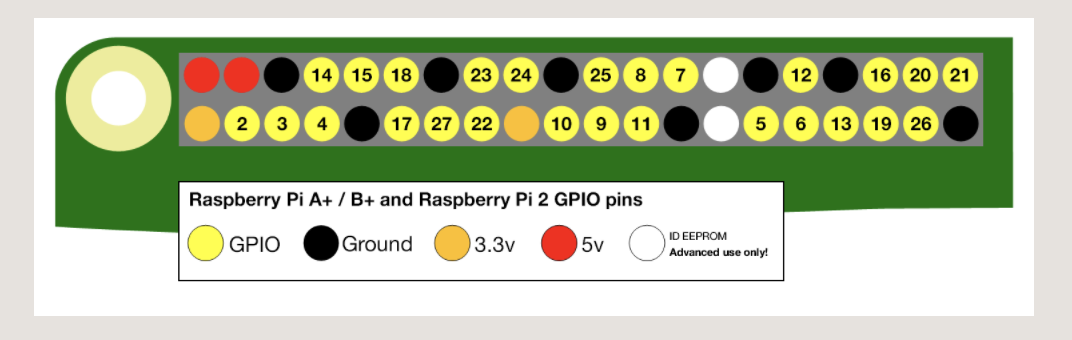 14 15 18 23 24 25 8 7 12 16 20 21
2 3 4 17 27 22 10 9 11 5 6 13 19 26
Raspberry Pi A+ / B+ and Raspberry Pi 2 GPIO pins
GPIO Ground 3.3v 5v ID EEPROM
Advanced use only!